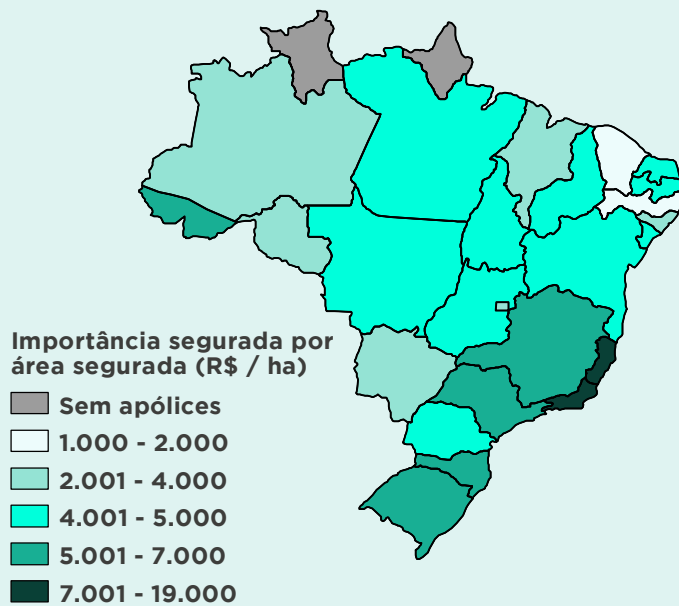 Importância segurada por
área segurada (R$ / ha)
Sem apólices
1.000 - 2.000
2.001 - 4.000
4.001 - 5.000
5.001 - 7.000
7.001 - 19.000